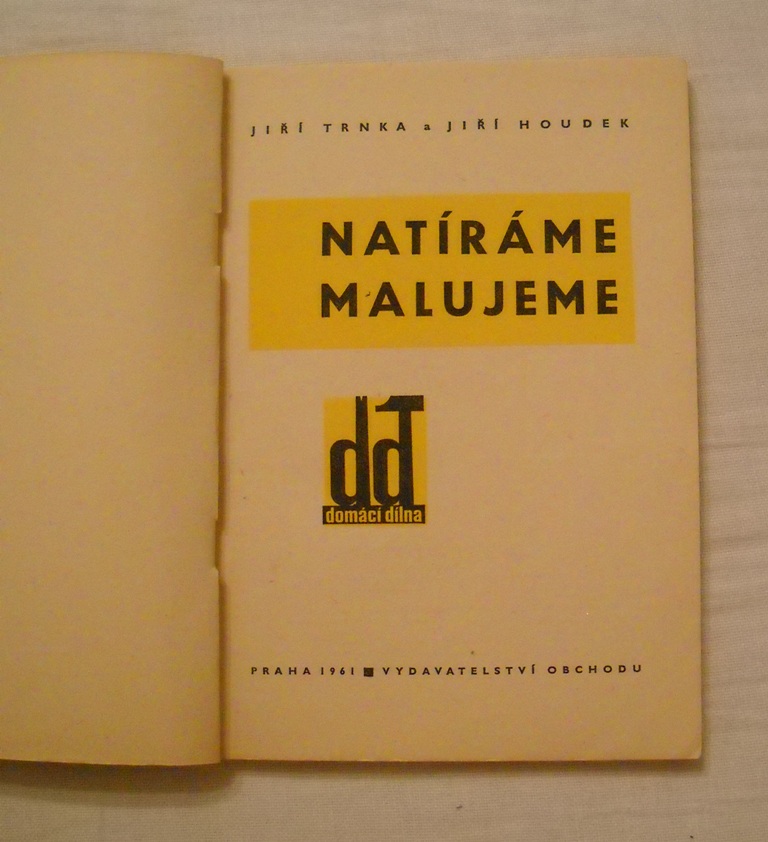 JIŘÍ TRNKA a JIŘÍ HOUDEK
NATÍRÁME
MALUJEME
dd
domácí dílna
PRAHA 1961 ■ VYDAVATELSTVÍ OBCHODU